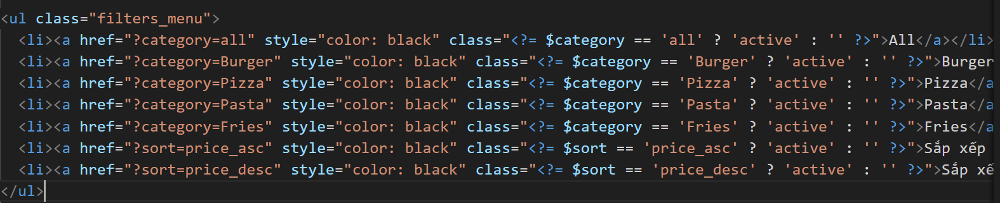 <ul class="filters_menu">
<li><a href="?category=all" style="color: black" class="<?= $category == 'all' ? 'active' : '' ?>">All</a></li>
<li><a href="?category=Burger" style="color: black" class="<?= $category == 'Burger' ? 'active' : '' ?>">Burger
<li><a href="?category=Pizza" style="color: black" class="<?= $category == 'Pizza' ? 'active' : '' ?>">Pizza</a
<li><a href="?category=Pasta" style="color: black" class="<?= $category == 'Pasta' ? 'active' : '' ?>">Pasta</a
<li><a href="?category=Fries" style="color: black" class="<?= $category == 'Fries' ? 'active' : '' ?>">Fries</a
<li><a href="?sort=price_asc" style="color: black" class="<?= $sort == 'price_asc' ? 'active' : '' ?>">Sắp xếp
<li><a href="?sort=price_desc" style="color: black" class="<?= $sort == 'price_desc' ? 'active' : '' ?>">Sắp xế
</ul>